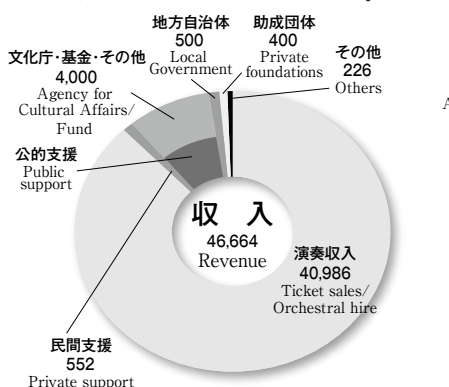 地方自治体
500
Local
Government
助成団体
400
Private
foundations
その他
226
Others
文化庁・基金・その他
4,000
Agency for
Cultural Affairs/
Fund
公的支援
Public
support
収 入
46,664
Revenue
演奏収入
40,986
Ticket sales/
Orchestral hire
民間支援
552
Private support